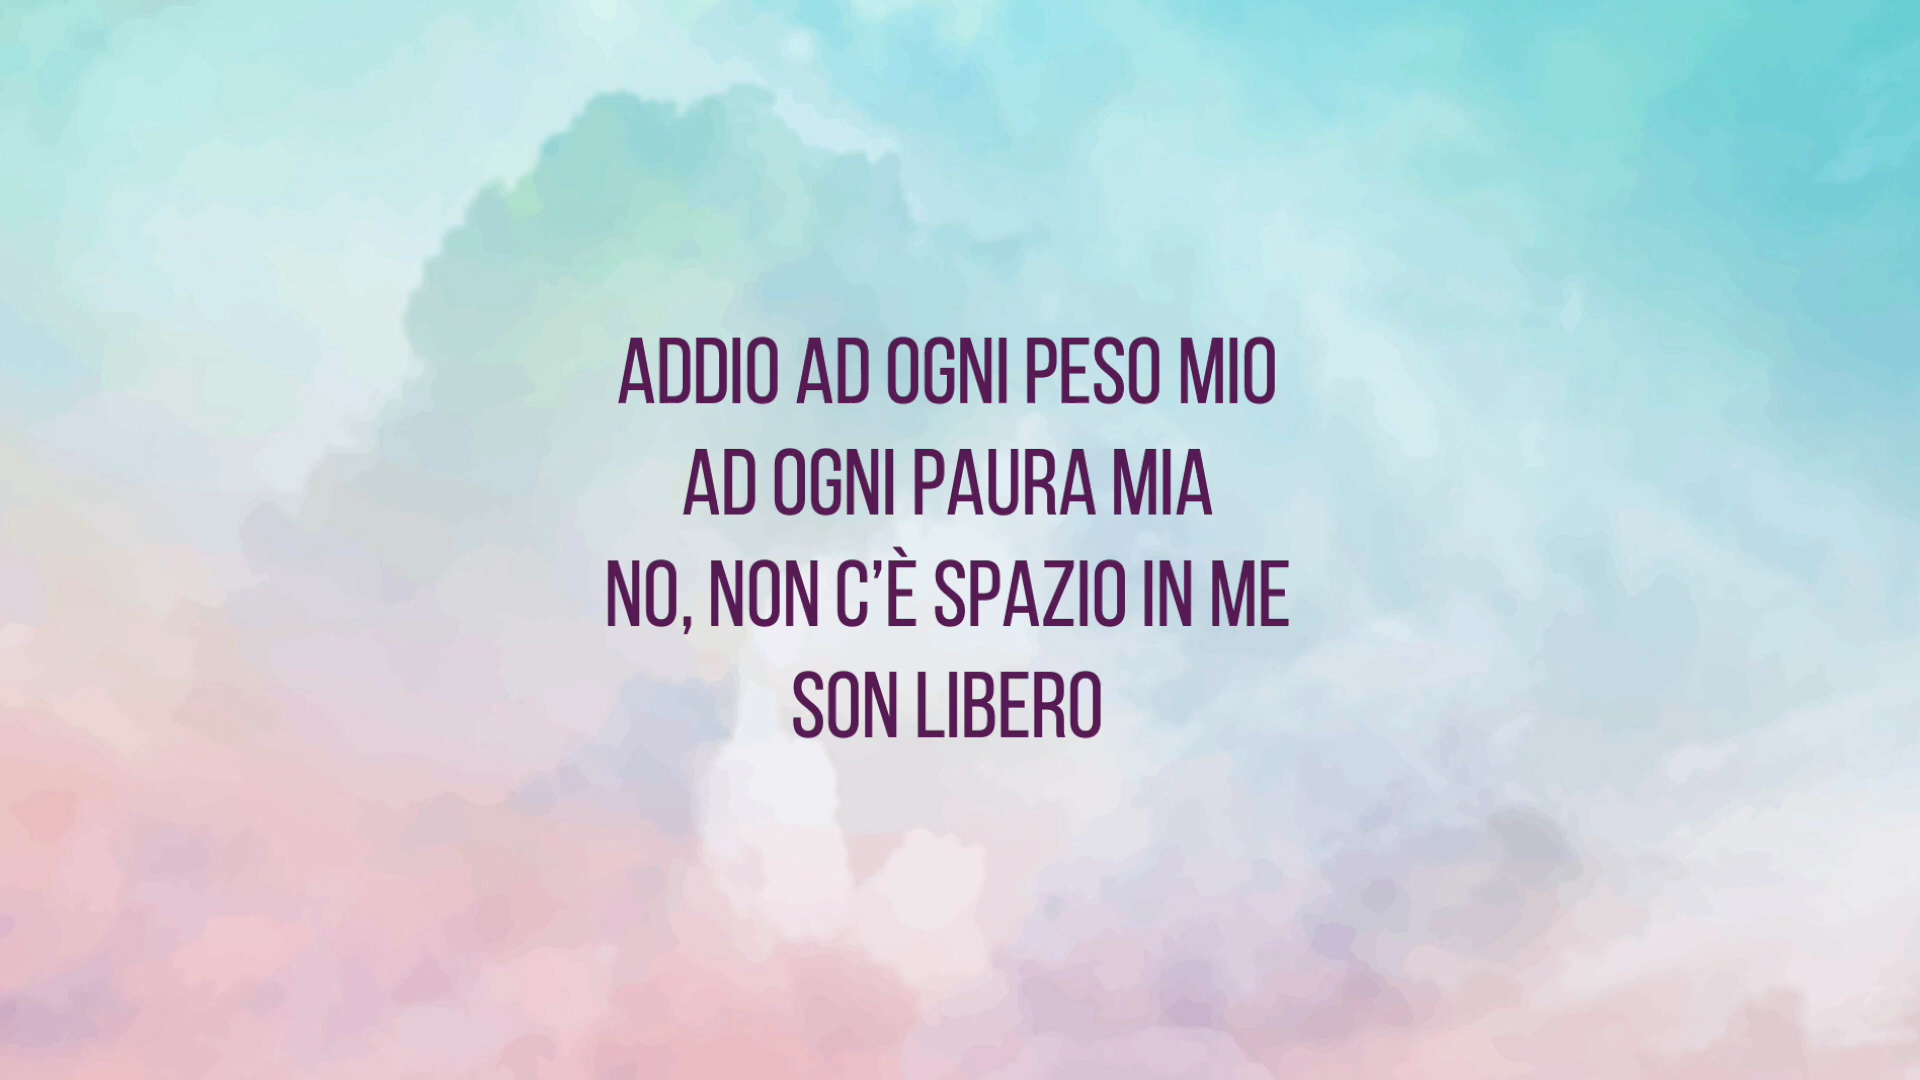 ADDIO AD OGNI PESO MIO
AD OGNI PAURA MIA
NO, NON C’È SPAZIO IN ME
SON LIBERO